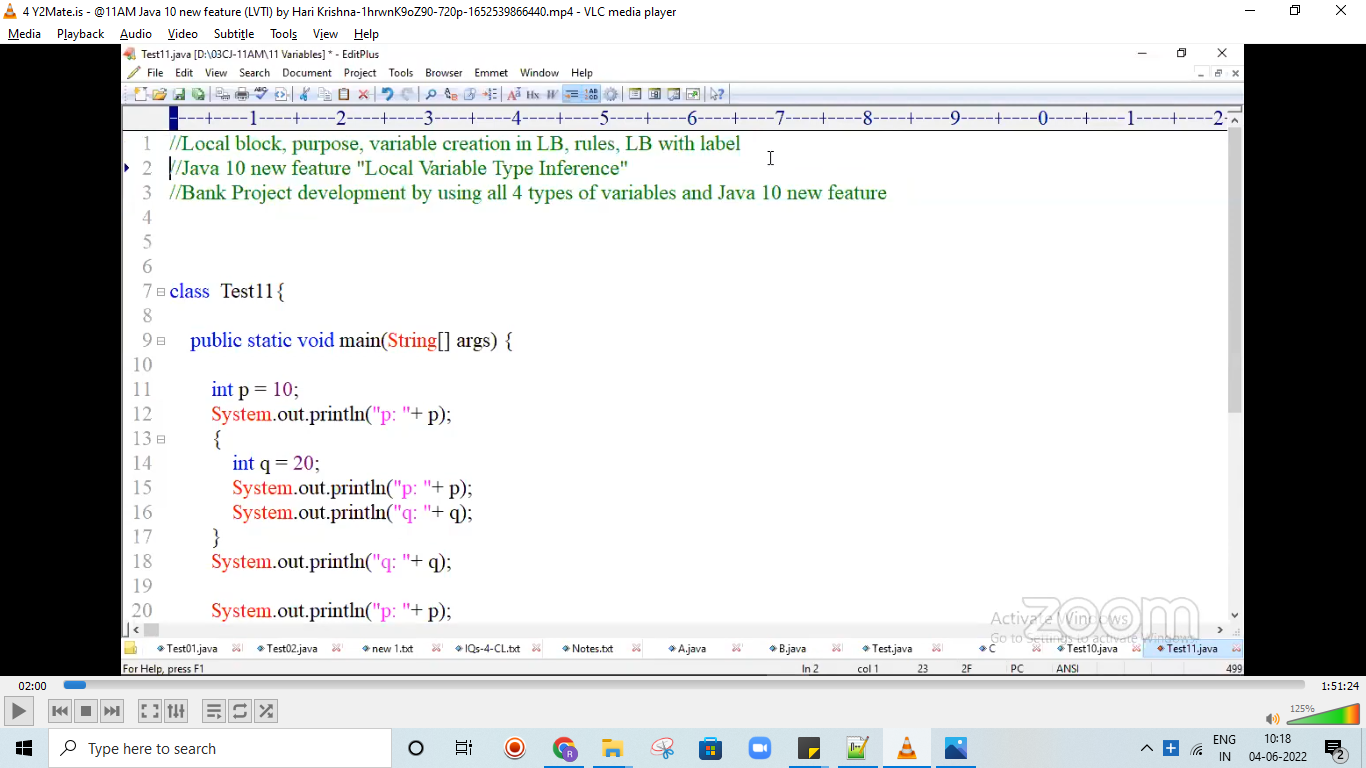 4 Y2Mate.is - @11AM Java 10 new feature (LVTI) by Hari Krishna-1hrwnK9oZ90-720p-1652539866440.mp4 - VLC media player
Media Playback Audio Video Subtitle Tools View Help
Test11.java [D:\03CJ-11AM\11 Variables] * - EditPlus
File Edit View Search Document Project Tools Browser Emmet Window Help
----+----1----+----2----+----3----+----4----+----5----+----6----+----7----+----8----+----9----+----0----+----1----+----2-
1 //Local block, purpose, variable creation in LB, rules, LB with label
2 //Java 10 new feature "Local Variable Type Inference"
3 //Bank Project development by using all 4 types of variables and Java 10 new feature
4
5
6
7 class Test11{
8
9 public static void main(String[] args) {
10
11 int p = 10;
12 System.out.println("p: "+ p);
13 {
14 int q = 20;
15 System.out.println("p: "+ p);
16 System.out.println("q: "+ q);
17 }
18 System.out.println("q: "+ q);
19
20 System.out.println("p: "+ p);
zoom
Activate Windows
Go to Settings to activate Windows.
Test01.java Test02.java new 1.txt IQs-4-CL.txt Notes.txt A.java B.java Test.java C Test10.java Test11.java
For Help, press F1 ln 2 col 1 23 2F PC ANSI 499
02:00 1:51:24
125%
Type here to search
ENG 10:18
IN 04-06-2022 2